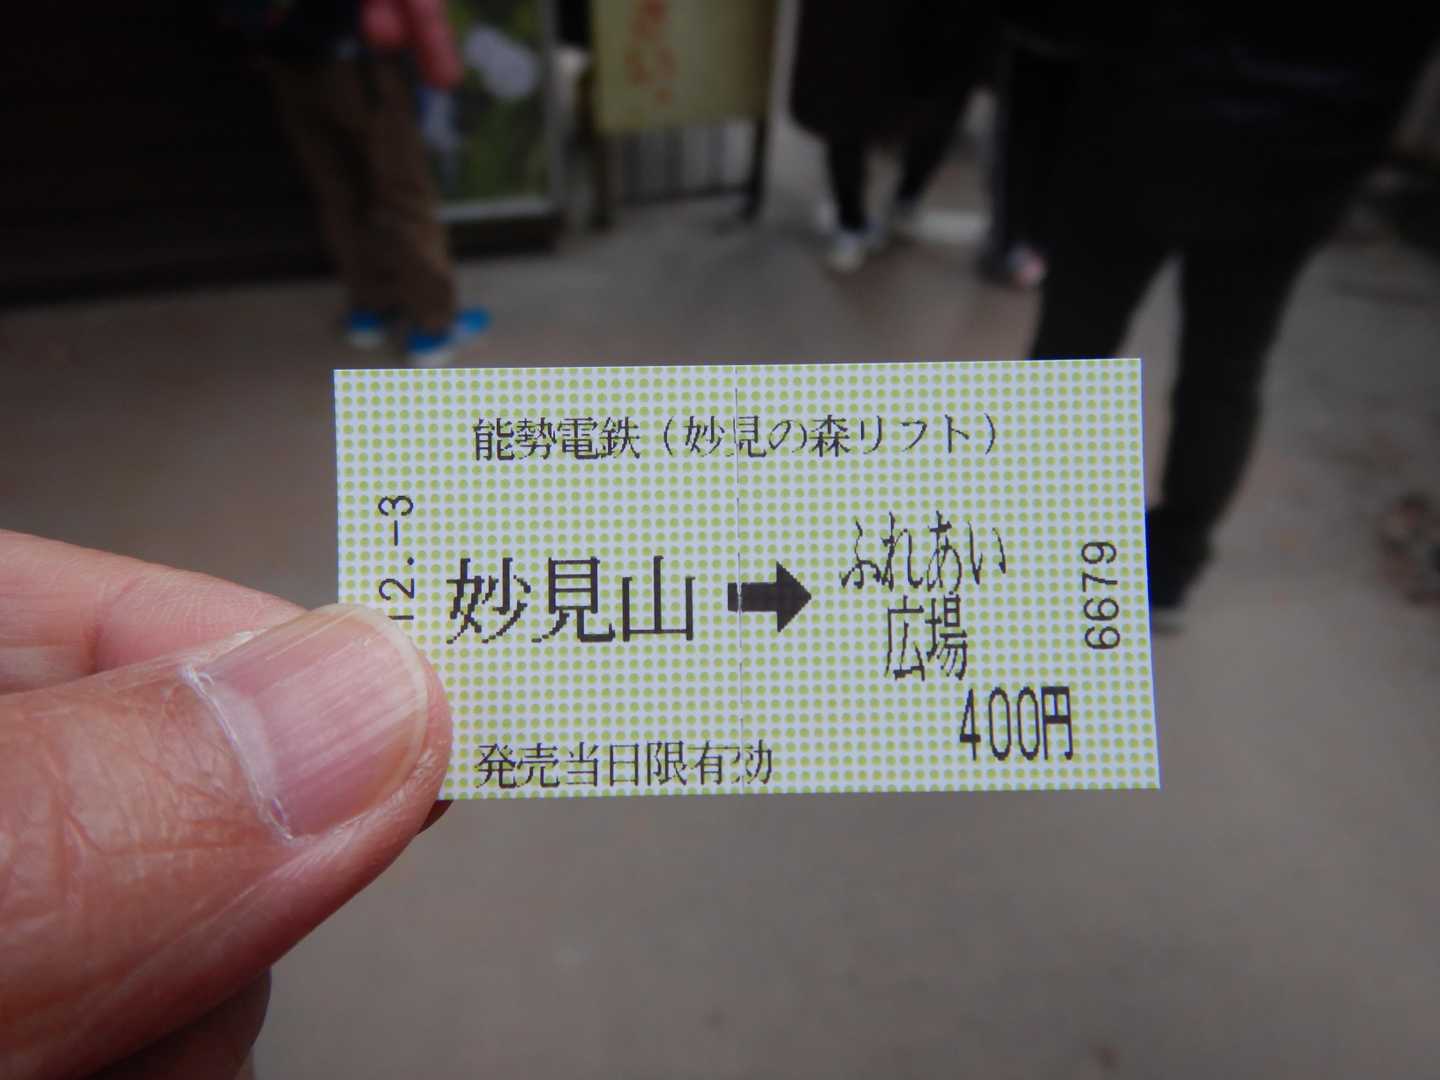 能勢電鉄（妙見の森リフト）
12.-3
妙見山➡ふれあい
広場
6679
400円
発売当日限有効